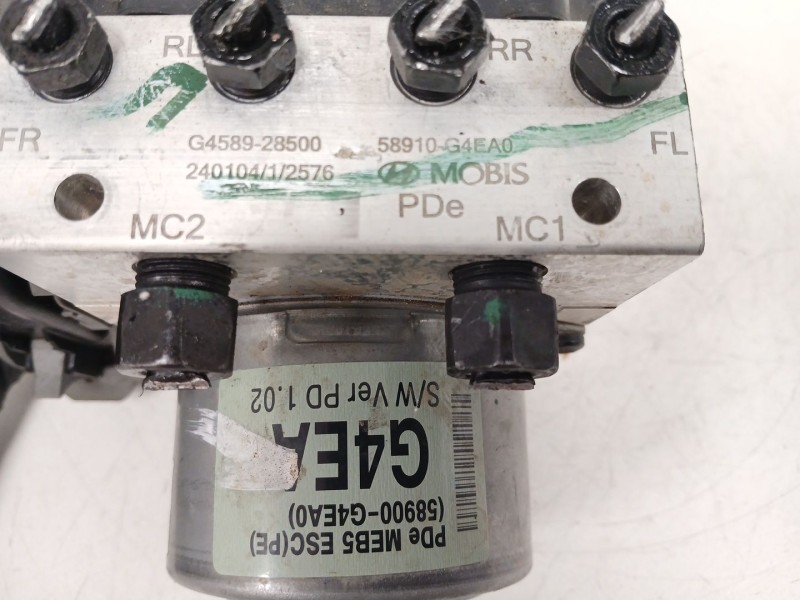 RL RR
FR FL
G4589-28500 58910-G4EA0
240104/1/2576 MOBIS
PDe
MC2 MC1
PDe MEB5 ESC(PE)
(58900-G4EA0)
G4EA
S/W Ver PD 1.02